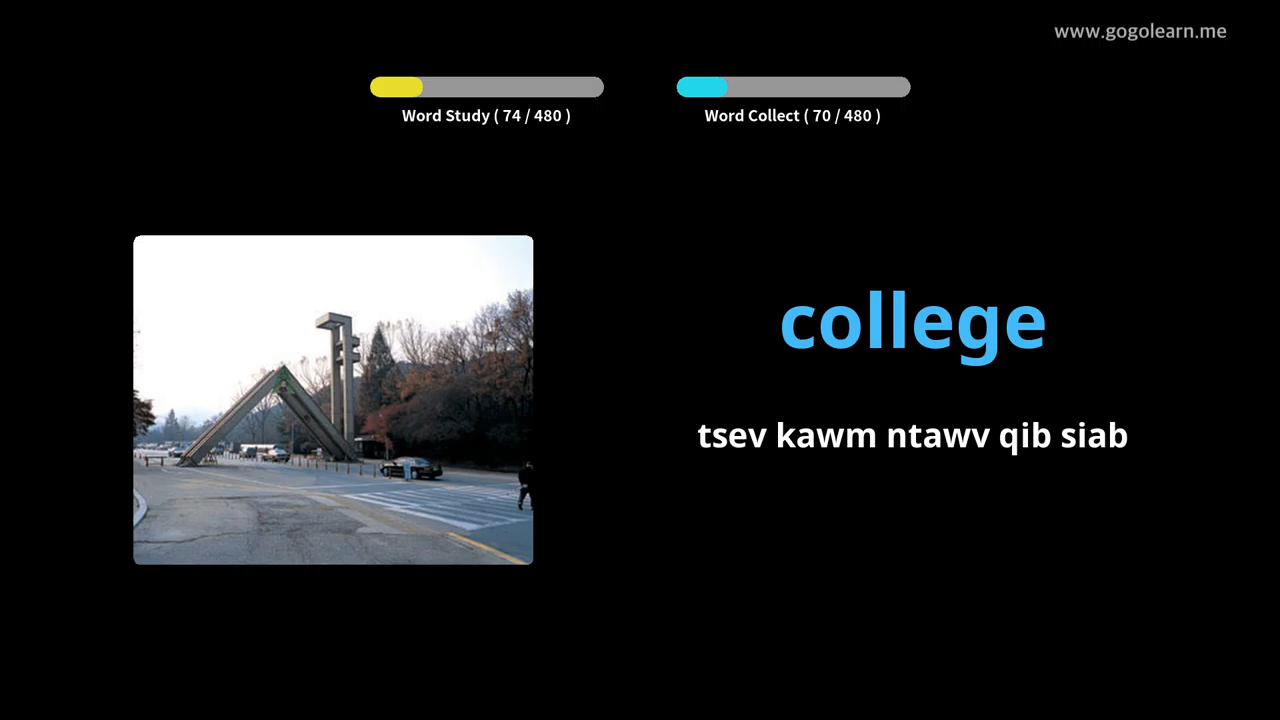 www.gogolearn.me
Word Study ( 74 / 480 )
Word Collect ( 70 / 480 )
college
tsev kawm ntawv qib siab